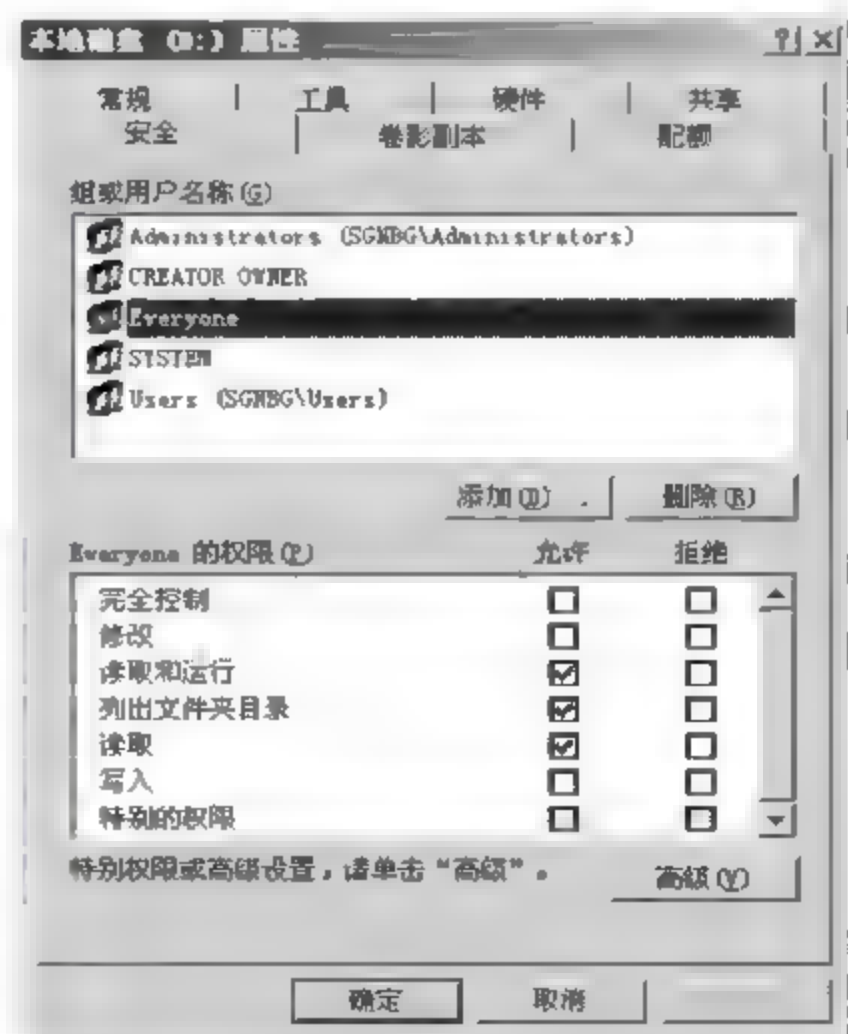 本地磁盘 (D:) 属性
常规 工具 硬件 共享
安全 卷影副本 配额
组或用户名称(G)
Administrators (SGWBG\Administrators)
CREATOR OWNER
Everyone
SYSTEM
Users (SGWBG\Users)
添加(D) . 删除(R)
Everyone 的权限(P) 允许 拒绝
完全控制
修改
读取和运行
列出文件夹目录
读取
写入
特别的权限
特别权限或高级设置，请单击“高级”。
高级(V)
确定 取消